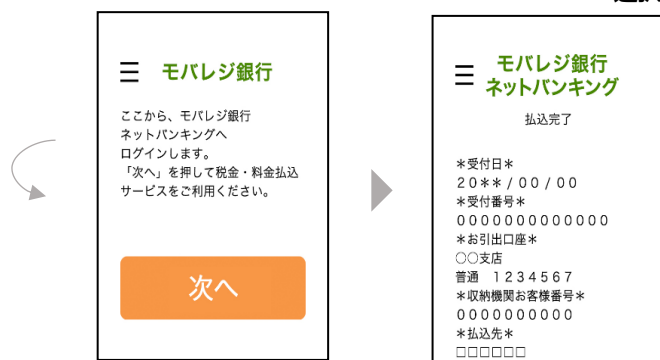 モバレジ銀行
ここから、モバレジ銀行
ネットバンキングへ
ログインします。
「次へ」を押して税金・料金払込
サービスをご利用ください。
次へ
モバレジ銀行
ネットバンキング
払込完了
＊受付日＊
２０＊＊／００／００
＊受付番号＊
０００００００００００００
＊お引出口座＊
○○支店
普通　１２３４５６７
＊収納機関お客様番号＊
００００００００００
＊払込先＊
□□□□□□